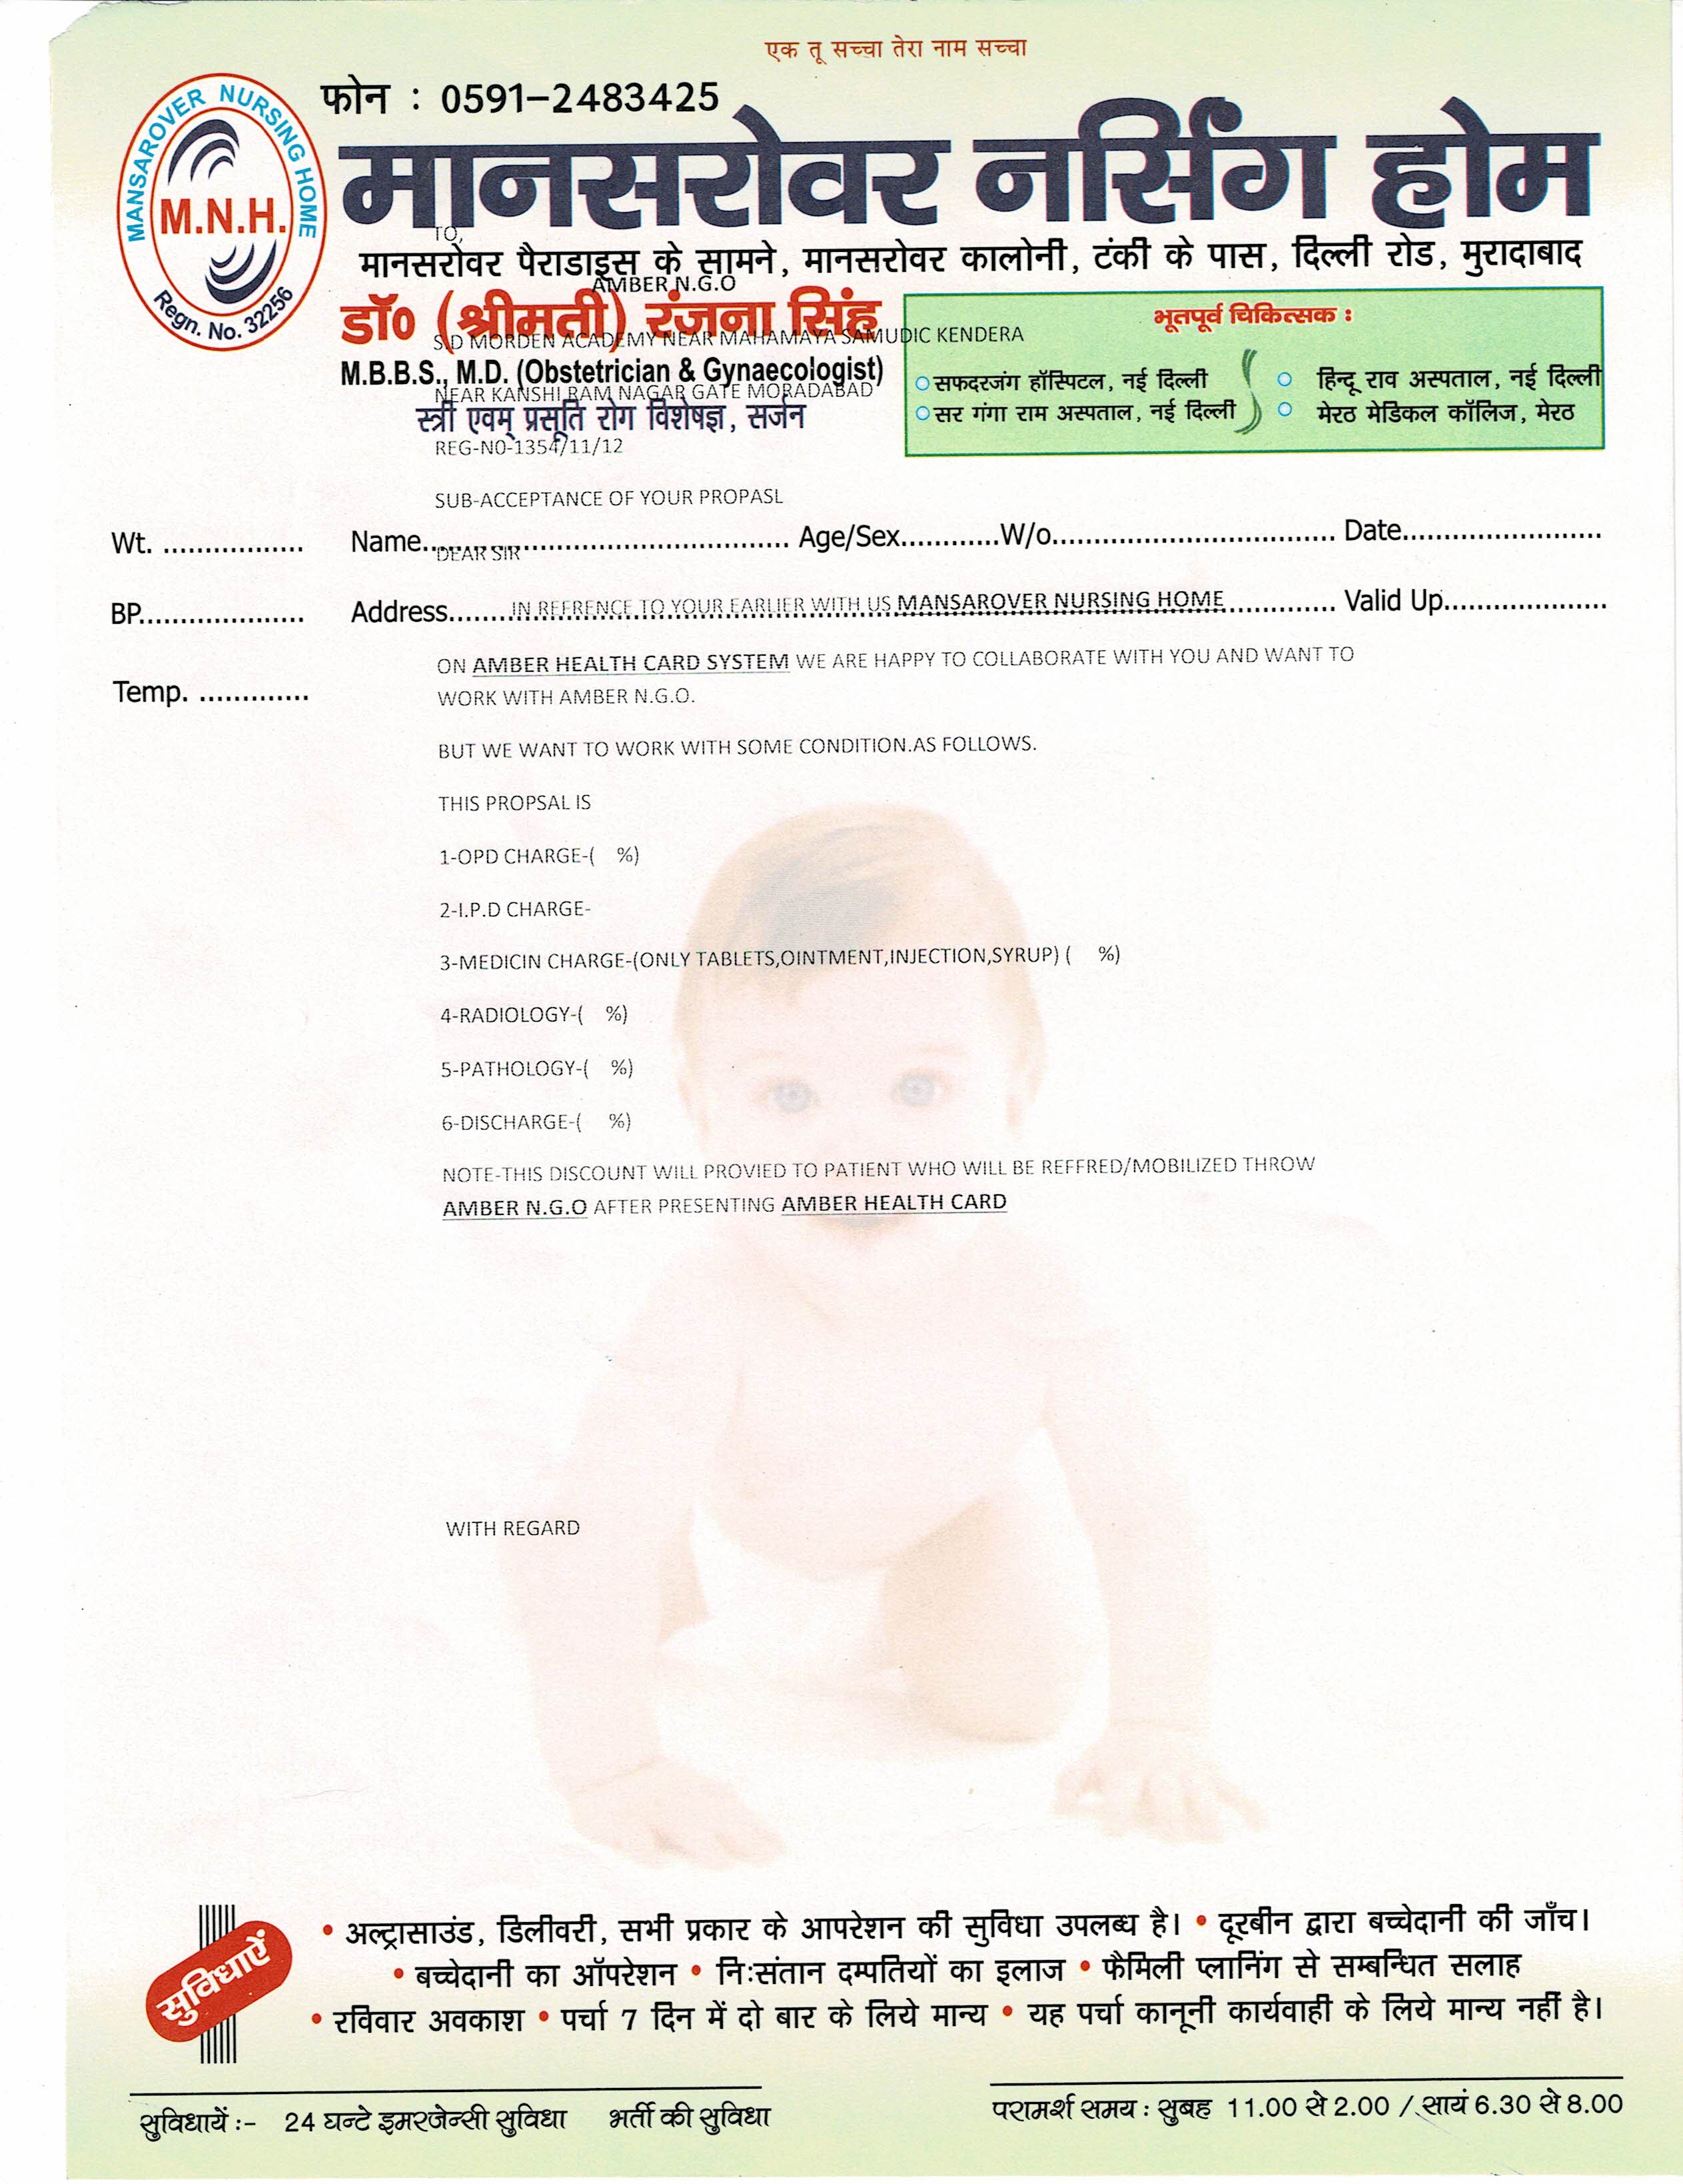 एक तू सच्चा तेरा नाम सच्चा
फोन : 0591-2483425
MANSAROVER NURSING HOME
M.N.H.
Regn. No. 32256
मानसरोवर नर्सिंग होम
TO,
मानसरोवर पैराडाइस के सामने, मानसरोवर कालोनी, टंकी के पास, दिल्ली रोड, मुरादाबाद
AMBER N.G.O
डॉ० (श्रीमती) रंजना सिंह
S.D MORDEN ACADEMY NEAR MAHAMAYA SAMUDIC KENDERA
M.B.B.S., M.D. (Obstetrician & Gynaecologist)
NEAR KANSHI RAM NAGAR GATE MORADABAD
स्त्री एवम् प्रसूति रोग विशेषज्ञ, सर्जन
भूतपूर्व चिकित्सक :
सफदरजंग हॉस्पिटल, नई दिल्ली
हिन्दू राव अस्पताल, नई दिल्ली
सर गंगा राम अस्पताल, नई दिल्ली
मेरठ मेडिकल कॉलिज, मेरठ
REG-NO-1354/11/12
SUB-ACCEPTANCE OF YOUR PROPASL
Wt. ................. Name............................................ Age/Sex............W/o.................................. Date........................
DEAR SIR
BP.................... Address....... IN REFRENCE TO YOUR EARLIER WITH US MANSAROVER NURSING HOME ............. Valid Up....................
ON AMBER HEALTH CARD SYSTEM WE ARE HAPPY TO COLLABORATE WITH YOU AND WANT TO
Temp. .............
WORK WITH AMBER N.G.O.
BUT WE WANT TO WORK WITH SOME CONDITION.AS FOLLOWS.
THIS PROPSAL IS
1-OPD CHARGE-( %)
2-I.P.D CHARGE-
3-MEDICIN CHARGE-(ONLY TABLETS,OINTMENT,INJECTION,SYRUP) ( %)
4-RADIOLOGY-( %)
5-PATHOLOGY-( %)
6-DISCHARGE-( %)
NOTE-THIS DISCOUNT WILL PROVIED TO PATIENT WHO WILL BE REFFRED/MOBILIZED THROW
AMBER N.G.O AFTER PRESENTING AMBER HEALTH CARD
WITH REGARD
सुविधाऐं
• अल्ट्रासाउंड, डिलीवरी, सभी प्रकार के आपरेशन की सुविधा उपलब्ध है। • दूरबीन द्वारा बच्चेदानी की जाँच।
• बच्चेदानी का ऑपरेशन • निःसंतान दम्पतियों का इलाज • फैमिली प्लानिंग से सम्बन्धित सलाह
• रविवार अवकाश • पर्चा 7 दिन में दो बार के लिये मान्य • यह पर्चा कानूनी कार्यवाही के लिये मान्य नहीं है।
सुविधायें :- 24 घन्टे इमरजेन्सी सुविधा भर्ती की सुविधा
परामर्श समय : सुबह 11.00 से 2.00 / सायं 6.30 से 8.00